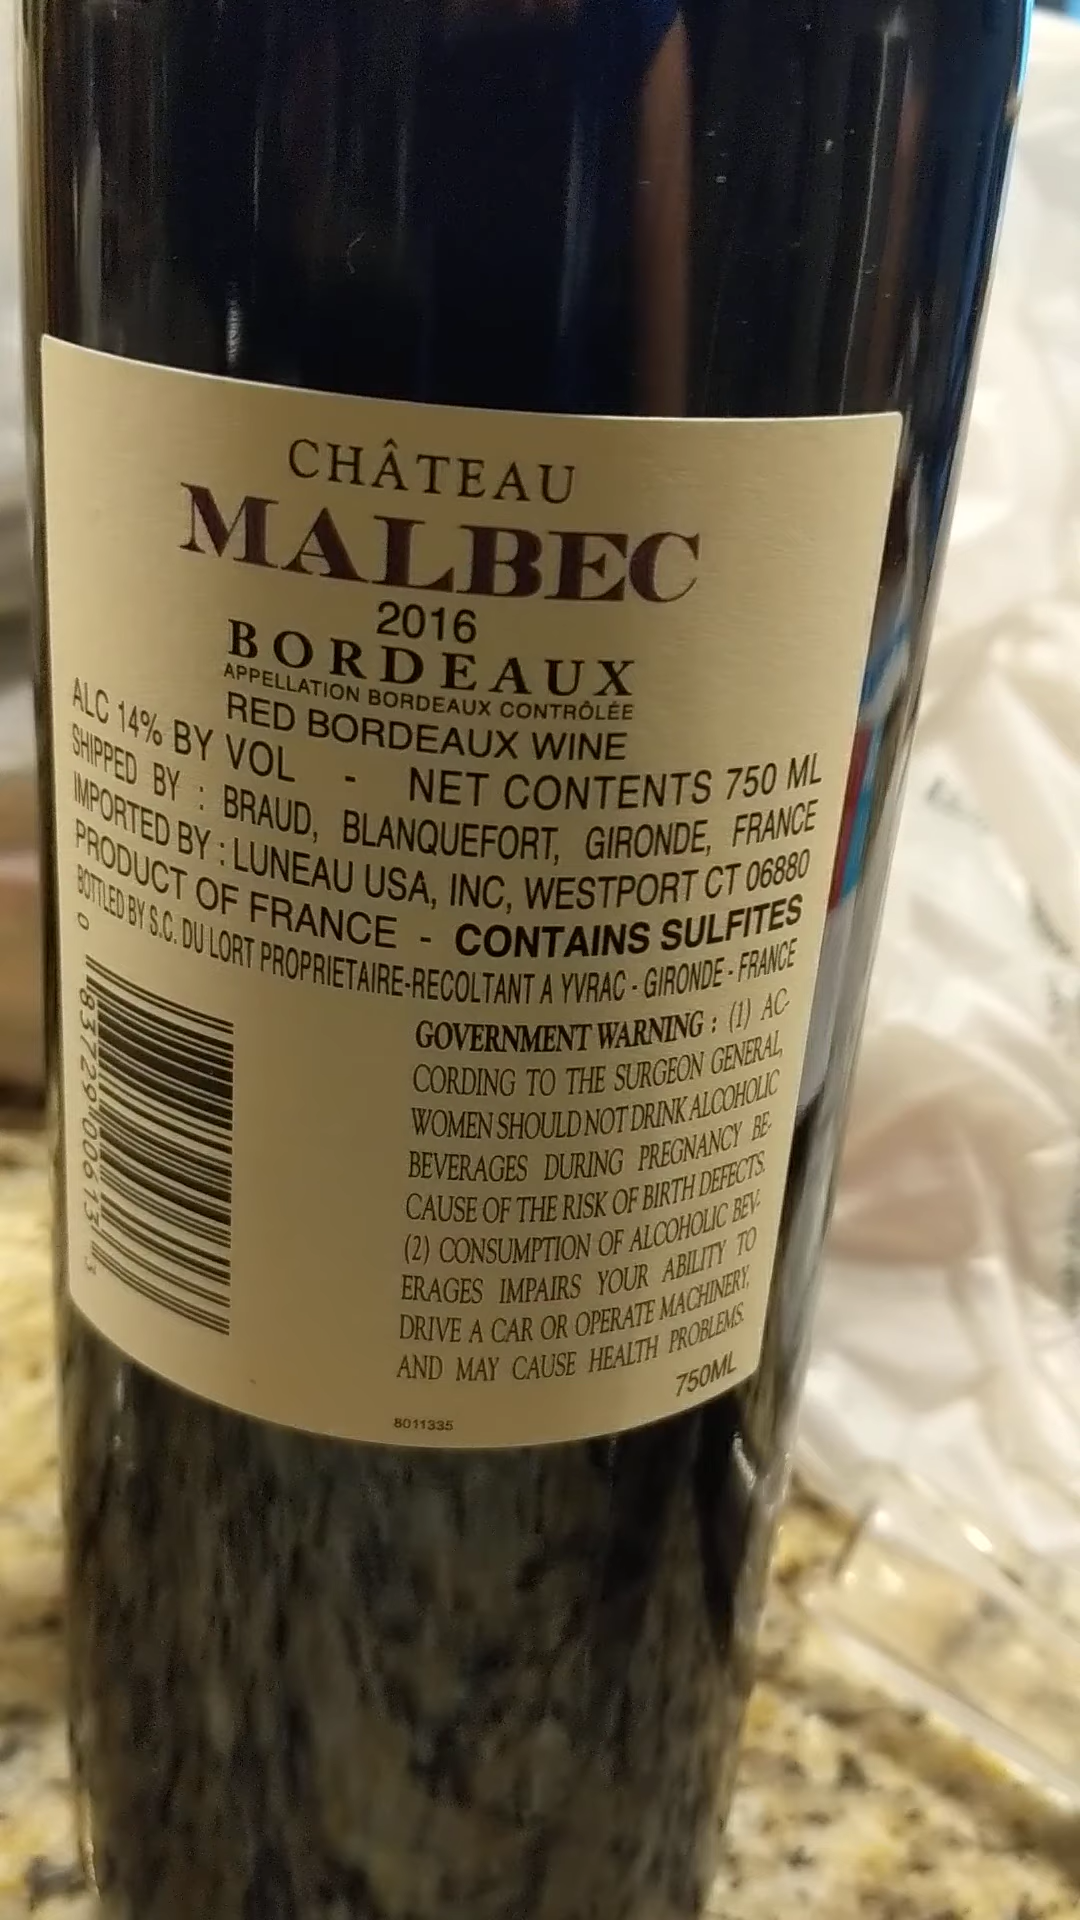 CHÂTEAU
MALBEC
2016
BORDEAUX
APPELLATION BORDEAUX CONTRÔLÉE
RED BORDEAUX WINE
ALC 14% BY VOL - NET CONTENTS 750 ML
SHIPPED BY : BRAUD, BLANQUEFORT, GIRONDE, FRANCE
IMPORTED BY : LUNEAU USA, INC, WESTPORT CT 06880
PRODUCT OF FRANCE - CONTAINS SULFITES
BOTTLED BY S.C. DU LORT PROPRIETAIRE-RECOLTANT A YVRAC - GIRONDE - FRANCE
0 83729 00613 3
GOVERNMENT WARNING : (1) AC-
CORDING TO THE SURGEON GENERAL,
WOMEN SHOULD NOT DRINK ALCOHOLIC
BEVERAGES DURING PREGNANCY BE-
CAUSE OF THE RISK OF BIRTH DEFECTS.
(2) CONSUMPTION OF ALCOHOLIC BEV-
ERAGES IMPAIRS YOUR ABILITY TO
DRIVE A CAR OR OPERATE MACHINERY,
AND MAY CAUSE HEALTH PROBLEMS.
750ML
8011335